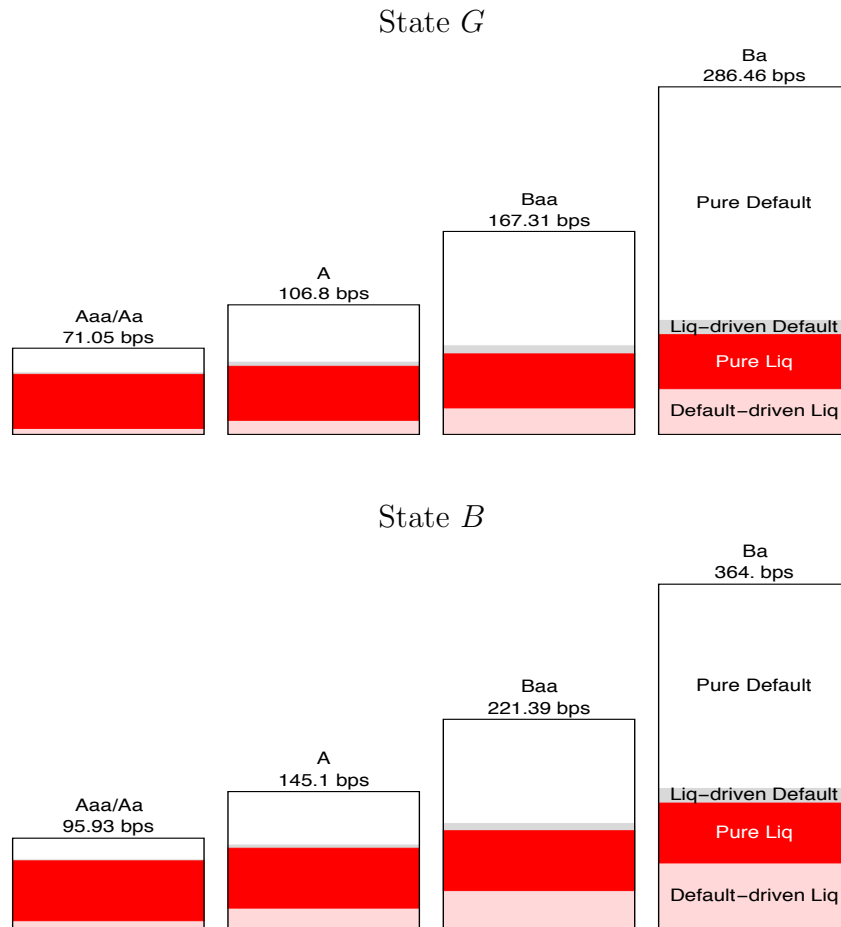 State G
Ba
286.46 bps
Baa
167.31 bps
Pure Default
A
106.8 bps
Aaa/Aa
71.05 bps
Liq-driven Default
Pure Liq
Default-driven Liq
State B
Ba
364. bps
Pure Default
Baa
221.39 bps
A
145.1 bps
Aaa/Aa
95.93 bps
Liq-driven Default
Pure Liq
Default-driven Liq